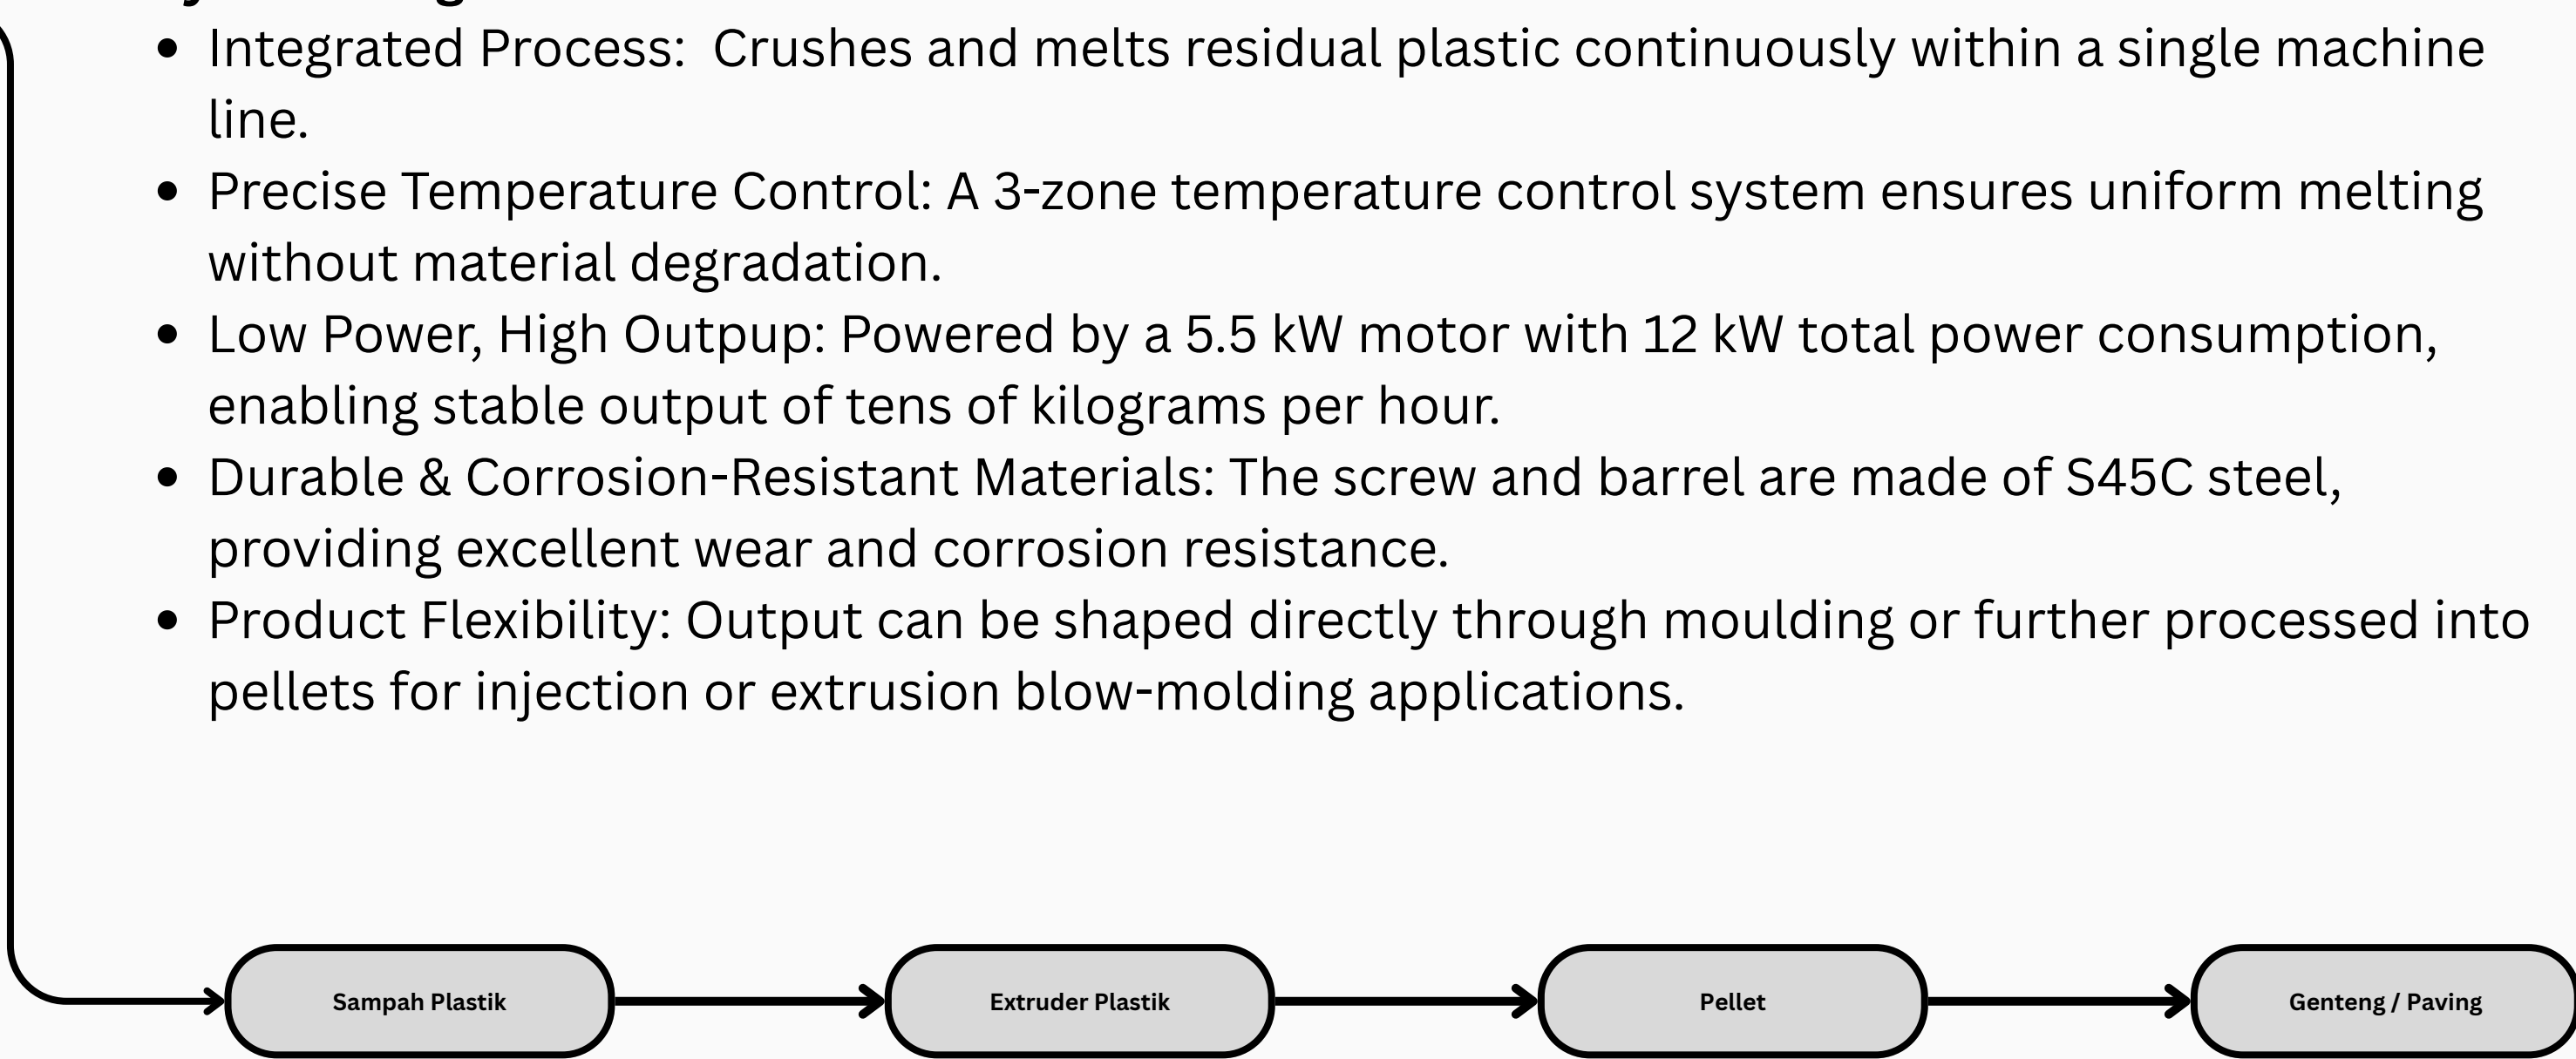 Integrated Process:  Crushes and melts residual plastic continuously within a single machine
line.
Precise Temperature Control: A 3-zone temperature control system ensures uniform melting
without material degradation.
Low Power, High Outpup: Powered by a 5.5 kW motor with 12 kW total power consumption,
enabling stable output of tens of kilograms per hour.
Durable & Corrosion-Resistant Materials: The screw and barrel are made of S45C steel,
providing excellent wear and corrosion resistance.
Product Flexibility: Output can be shaped directly through moulding or further processed into
pellets for injection or extrusion blow-molding applications.
Sampah Plastik
Extruder Plastik
Pellet
Genteng / Paving